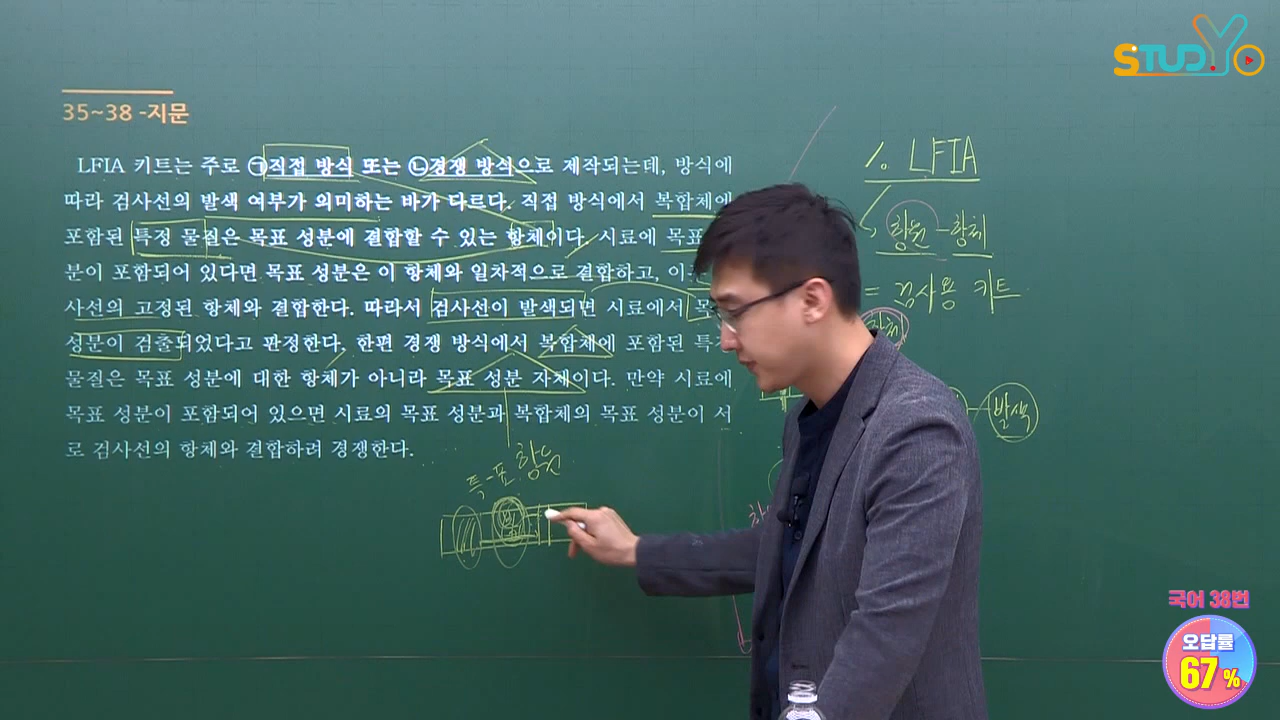 STUDYO
35~38 -지문
LFIA 키트는 주로 ㉠직접 방식 또는 ㉡경쟁 방식으로 제작되는데, 방식에
따라 검사선의 발색 여부가 의미하는 바가 다르다. 직접 방식에서 복합체에
포함된 특정 물질은 목표 성분에 결합할 수 있는 항체이다. 시료에 목표
분이 포함되어 있다면 목표 성분은 이 항체와 일차적으로 결합하고,
사선의 고정된 항체와 결합한다. 따라서 검사선이 발색되면 시료에서
성분이 검출되었다고 판정한다. 한편 경쟁 방식에서 복합체에 포함된
물질은 목표 성분에 대한 항체가 아니라 목표 성분 자체이다. 만약 시료에
목표 성분이 포함되어 있으면 시료의 목표 성분과 복합체의 목표 성분이 서
로 검사선의 항체와 결합하려 경쟁한다.
1. LFIA
항원-항체
= 검사용 키트
발색
특-표 항원
국어 38번
오답률
67%